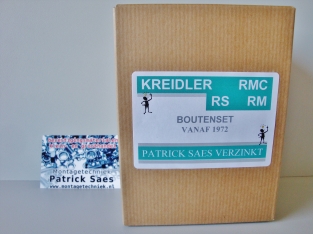 KREIDLER RMC
RS RM
BOUTENSET
VANAF 1972
PATRICK SAES VERZINKT
Montagetechniek
Patrick Saes
www.montagetechniek.nl